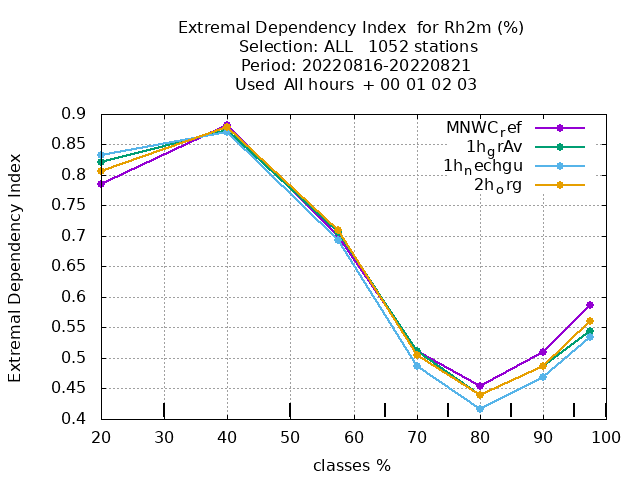 Extremal Dependency Index  for Rh2m (%)
Selection: ALL   1052 stations
Period: 20220816-20220821
Used  All hours  + 00 01 02 03
MNWC_ref
1h_grAv
1h_nechgu
2h_org
Extremal Dependency Index
0.9
0.85
0.8
0.75
0.7
0.65
0.6
0.55
0.5
0.45
0.4
20 30 40 50 60 70 80 90 100
classes %